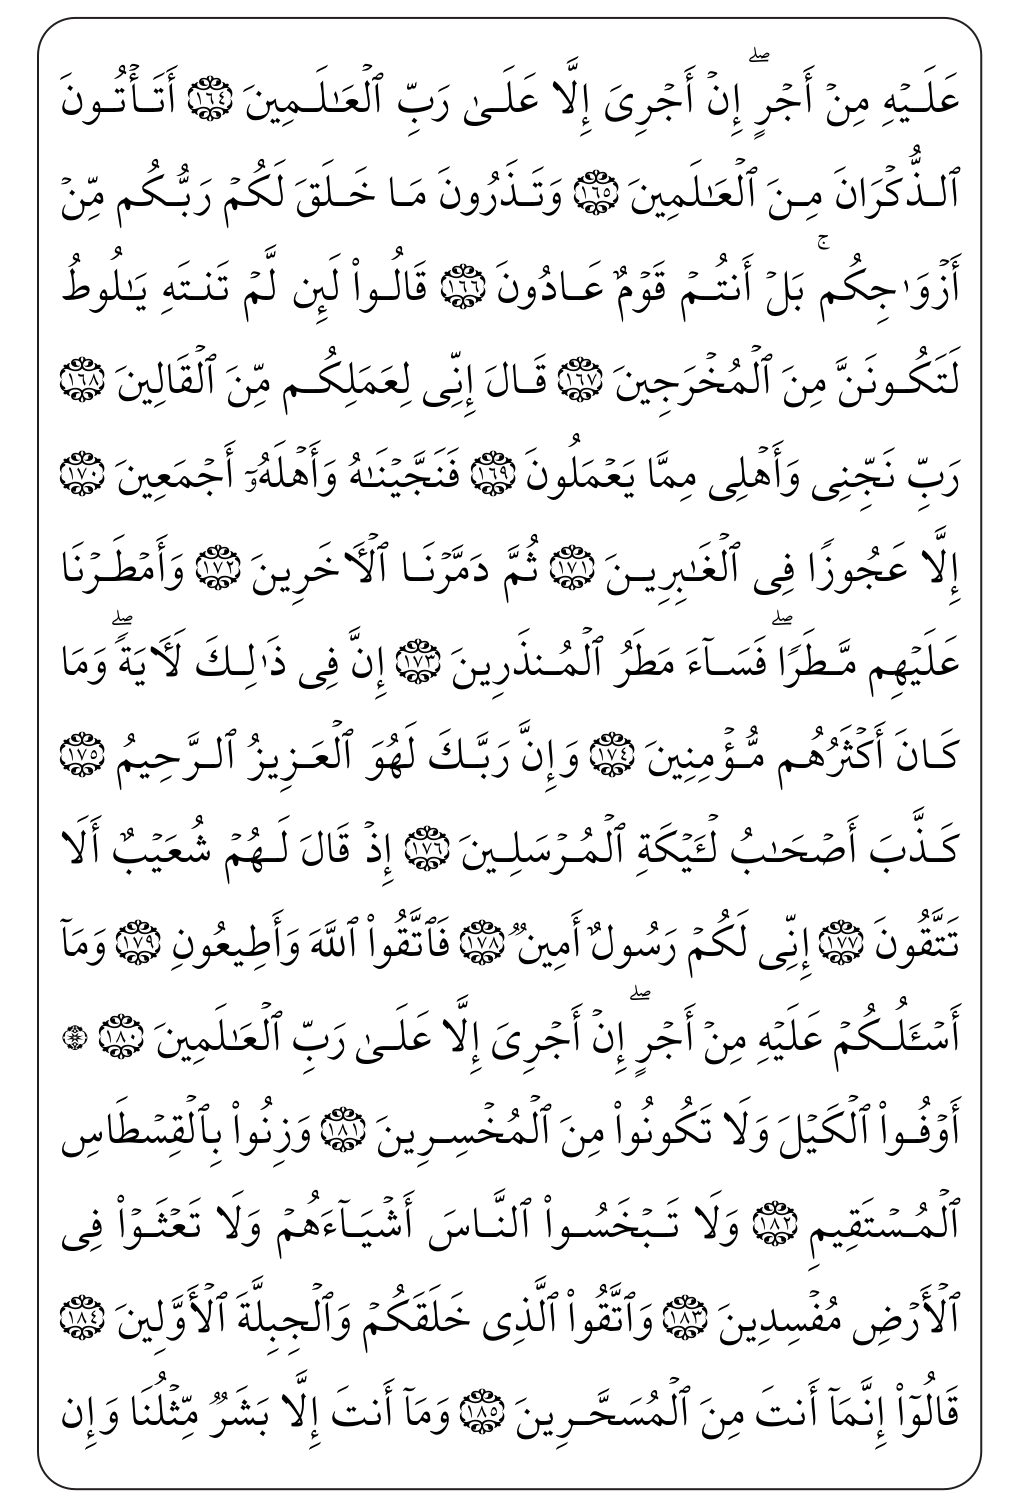 عَلَيۡهِ مِنۡ أَجۡرٍۖ إِنۡ أَجۡرِىَ إِلَّا عَلَىٰ رَبِّ ٱلۡعَـٰلَمِينَ ١٦٤ أَتَأۡتُونَ
ٱلذُّكۡرَانَ مِنَ ٱلۡعَـٰلَمِينَ ١٦٥ وَتَذَرُونَ مَا خَلَقَ لَكُمۡ رَبُّكُم مِّنۡ
أَزۡوَٰجِكُمۚ بَلۡ أَنتُمۡ قَوۡمٌ عَادُونَ ١٦٦ قَالُوا۟ لَئِن لَّمۡ تَنتَهِ يَـٰلُوطُ
لَتَكُونَنَّ مِنَ ٱلۡمُخۡرَجِينَ ١٦٧ قَالَ إِنِّى لِعَمَلِكُم مِّنَ ٱلۡقَالِينَ ١٦٨
رَبِّ نَجِّنِى وَأَهۡلِى مِمَّا يَعۡمَلُونَ ١٦٩ فَنَجَّيۡنَـٰهُ وَأَهۡلَهُۥٓ أَجۡمَعِينَ ١٧٠
إِلَّا عَجُوزًا فِى ٱلۡغَـٰبِرِينَ ١٧١ ثُمَّ دَمَّرۡنَا ٱلۡـَٔاخَرِينَ ١٧٢ وَأَمۡطَرۡنَا
عَلَيۡهِم مَّطَرًاۖ فَسَآءَ مَطَرُ ٱلۡمُنذَرِينَ ١٧٣ إِنَّ فِى ذَٰلِكَ لَـَٔايَةًۖ وَمَا
كَانَ أَكۡثَرُهُم مُّؤۡمِنِينَ ١٧٤ وَإِنَّ رَبَّكَ لَهُوَ ٱلۡعَزِيزُ ٱلرَّحِيمُ ١٧٥
كَذَّبَ أَصۡحَـٰبُ لۡـَٔيۡكَةِ ٱلۡمُرۡسَلِينَ ١٧٦ إِذۡ قَالَ لَهُمۡ شُعَيۡبٌ أَلَا
تَتَّقُونَ ١٧٧ إِنِّى لَكُمۡ رَسُولٌ أَمِينٌ ١٧٨ فَٱتَّقُوا۟ ٱللَّهَ وَأَطِيعُونِ ١٧٩ وَمَآ
أَسۡـَٔلُكُمۡ عَلَيۡهِ مِنۡ أَجۡرٍۖ إِنۡ أَجۡرِىَ إِلَّا عَلَىٰ رَبِّ ٱلۡعَـٰلَمِينَ ١٨٠ ۞
أَوۡفُوا۟ ٱلۡكَيۡلَ وَلَا تَكُونُوا۟ مِنَ ٱلۡمُخۡسِرِينَ ١٨١ وَزِنُوا۟ بِٱلۡقِسۡطَاسِ
ٱلۡمُسۡتَقِيمِ ١٨٢ وَلَا تَبۡخَسُوا۟ ٱلنَّاسَ أَشۡيَآءَهُمۡ وَلَا تَعۡثَوۡا۟ فِى
ٱلۡأَرۡضِ مُفۡسِدِينَ ١٨٣ وَٱتَّقُوا۟ ٱلَّذِى خَلَقَكُمۡ وَٱلۡجِبِلَّةَ ٱلۡأَوَّلِينَ ١٨٤
قَالُوٓا۟ إِنَّمَآ أَنتَ مِنَ ٱلۡمُسَحَّرِينَ ١٨٥ وَمَآ أَنتَ إِلَّا بَشَرٌ مِّثۡلُنَا وَإِن